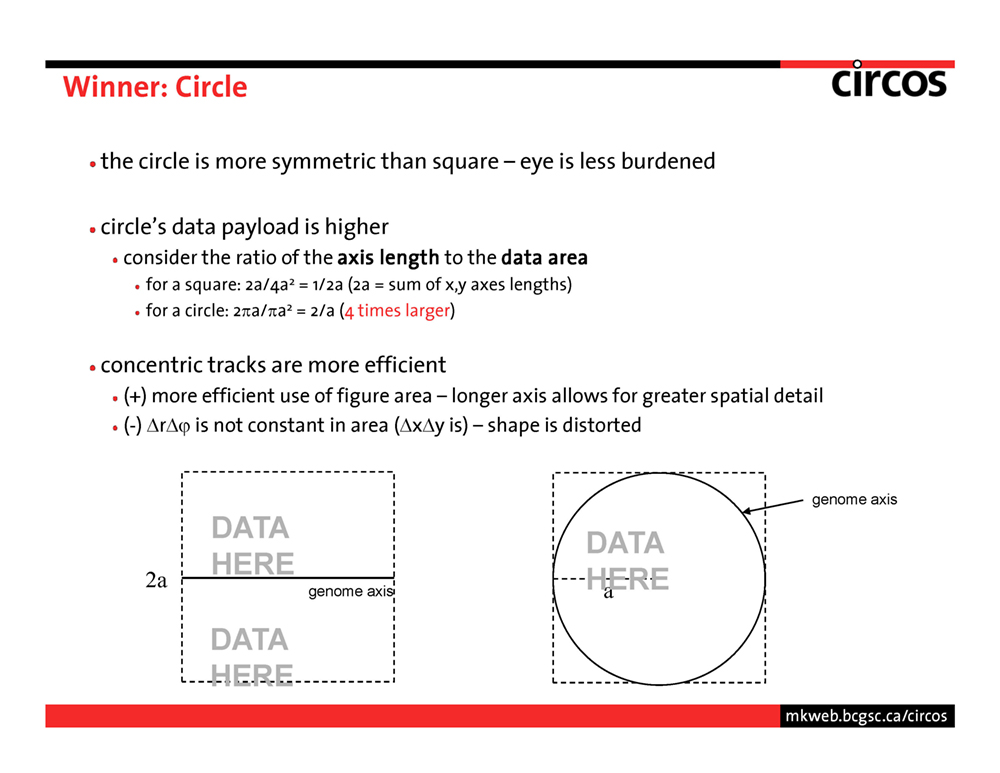 circos
Winner: Circle
• the circle is more symmetric than square – eye is less burdened
• circle's data payload is higher
• consider the ratio of the axis length to the data area
• for a square: 2a/4a² = 1/2a (2a = sum of x,y axes lengths)
• for a circle: 2πa/πa² = 2/a (4 times larger)
• concentric tracks are more efficient
• (+) more efficient use of figure area – longer axis allows for greater spatial detail
• (-) ΔrΔφ is not constant in area (ΔxΔy is) – shape is distorted
DATA
HERE
2a
genome axis
DATA
HERE
genome axis
DATA
HERE
a
mkweb.bcgsc.ca/circos